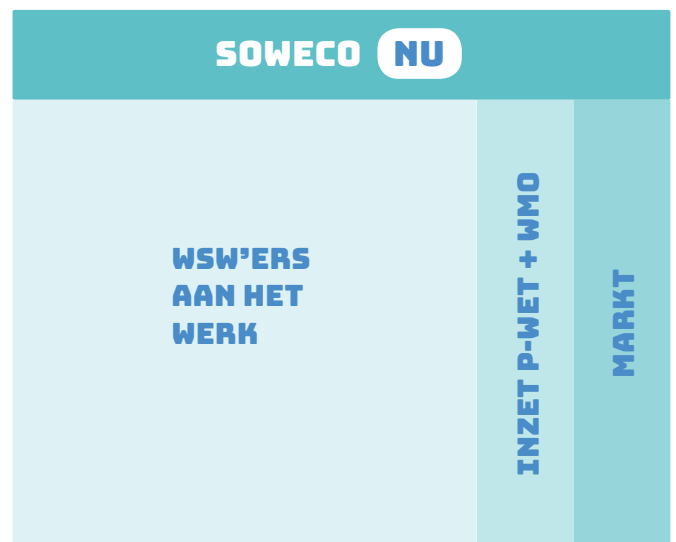 SOWECO NU
WSW'ERS
AAN HET
WERK
INZET P-WET + WMO
MARKT